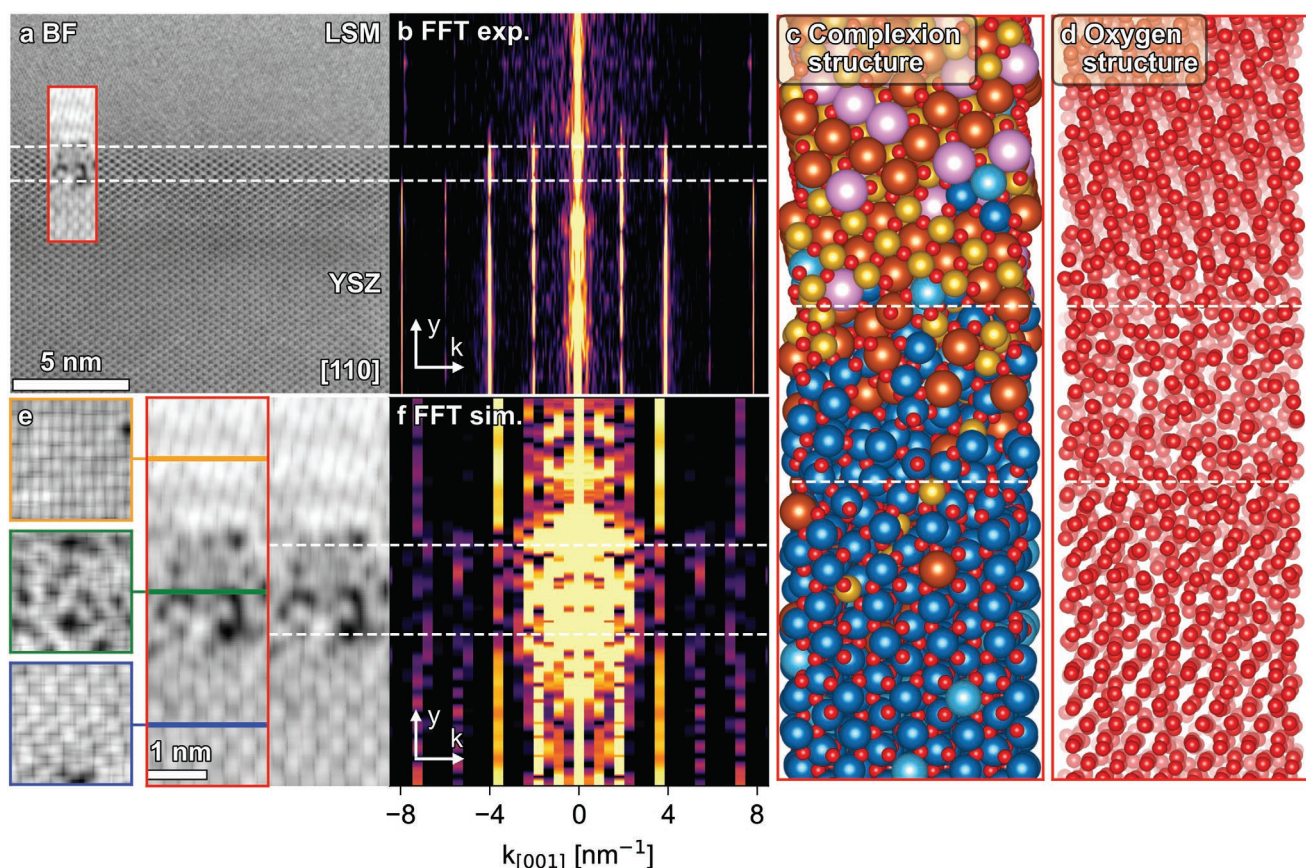 a BF
LSM
YSZ
5 nm
[110]
b FFT exp.
y
k
c Complexion
structure
d Oxygen
structure
e
1 nm
f FFT sim.
y
k
−8
−4
0
4
8
k[001] [nm−1]